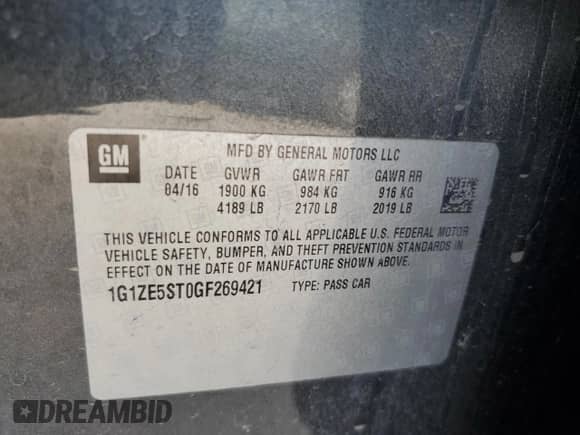 GM
MFD BY GENERAL MOTORS LLC
DATE GVWR GAWR FRT GAWR RR
04/16 1900 KG 984 KG 916 KG
4189 LB 2170 LB 2019 LB
THIS VEHICLE CONFORMS TO ALL APPLICABLE U.S. FEDERAL MOTOR
VEHICLE SAFETY, BUMPER, AND THEFT PREVENTION STANDARDS IN
EFFECT ON THE DATE OF MANUFACTURE SHOWN ABOVE.
1G1ZE5ST0GF269421 TYPE: PASS CAR
DREAMBID